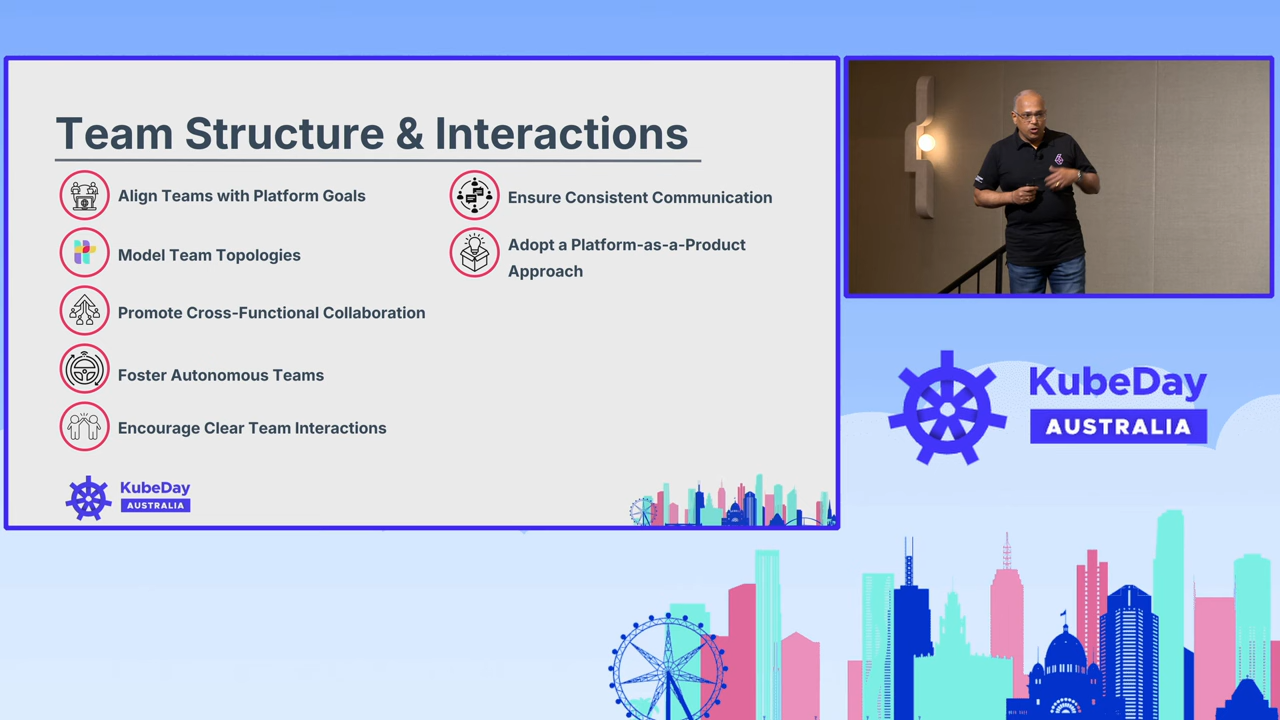 Team Structure & Interactions
Align Teams with Platform Goals
Model Team Topologies
Promote Cross-Functional Collaboration
Foster Autonomous Teams
Encourage Clear Team Interactions
Ensure Consistent Communication
Adopt a Platform-as-a-Product
Approach
KubeDay
AUSTRALIA
KubeDay
AUSTRALIA